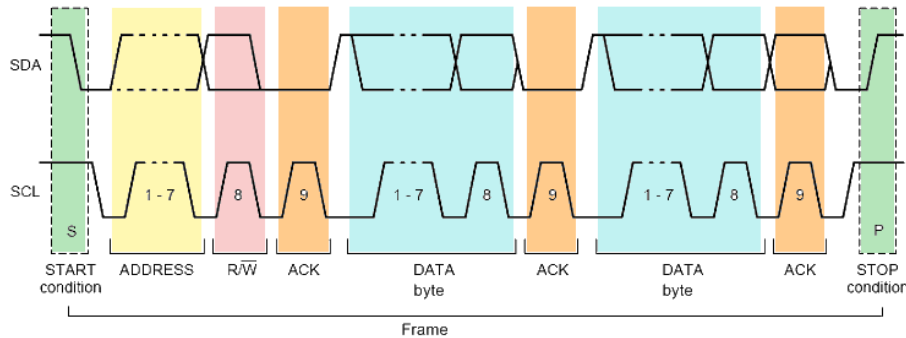 SDA
SCL
1 - 7 8 9 1 - 7 8 9 1 - 7 8 9
S P
START ADDRESS R/W̅ ACK DATA ACK DATA ACK STOP
condition byte byte condition
Frame